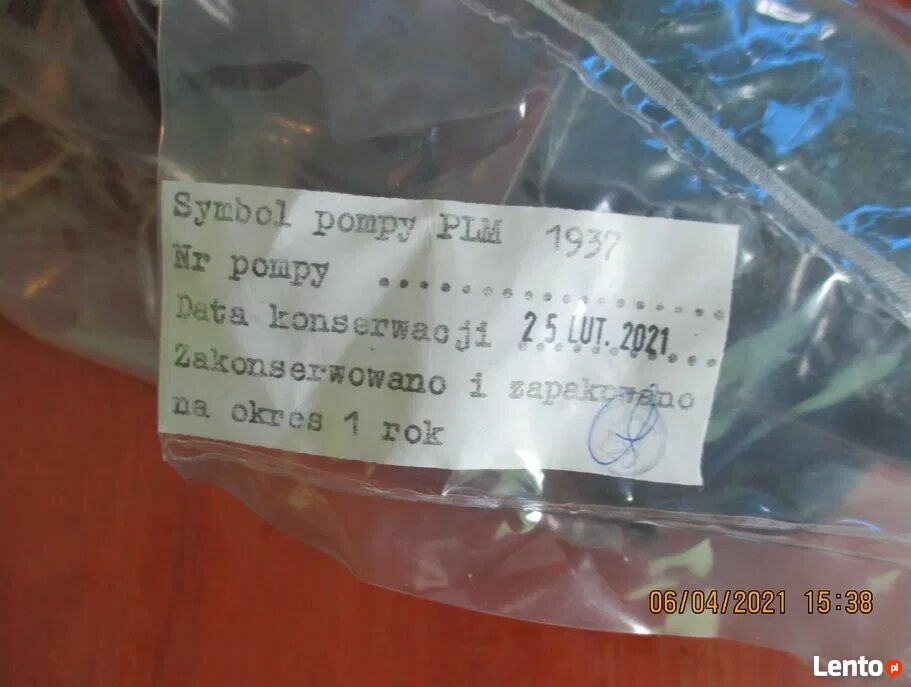 Symbol pompy PLM 1937
Nr pompy ..................
Data konserwacji 25 LUT. 2021
Zakonserwowano i zapakowano
na okres 1 rok
06/04/2021 15:38
Lento.pl